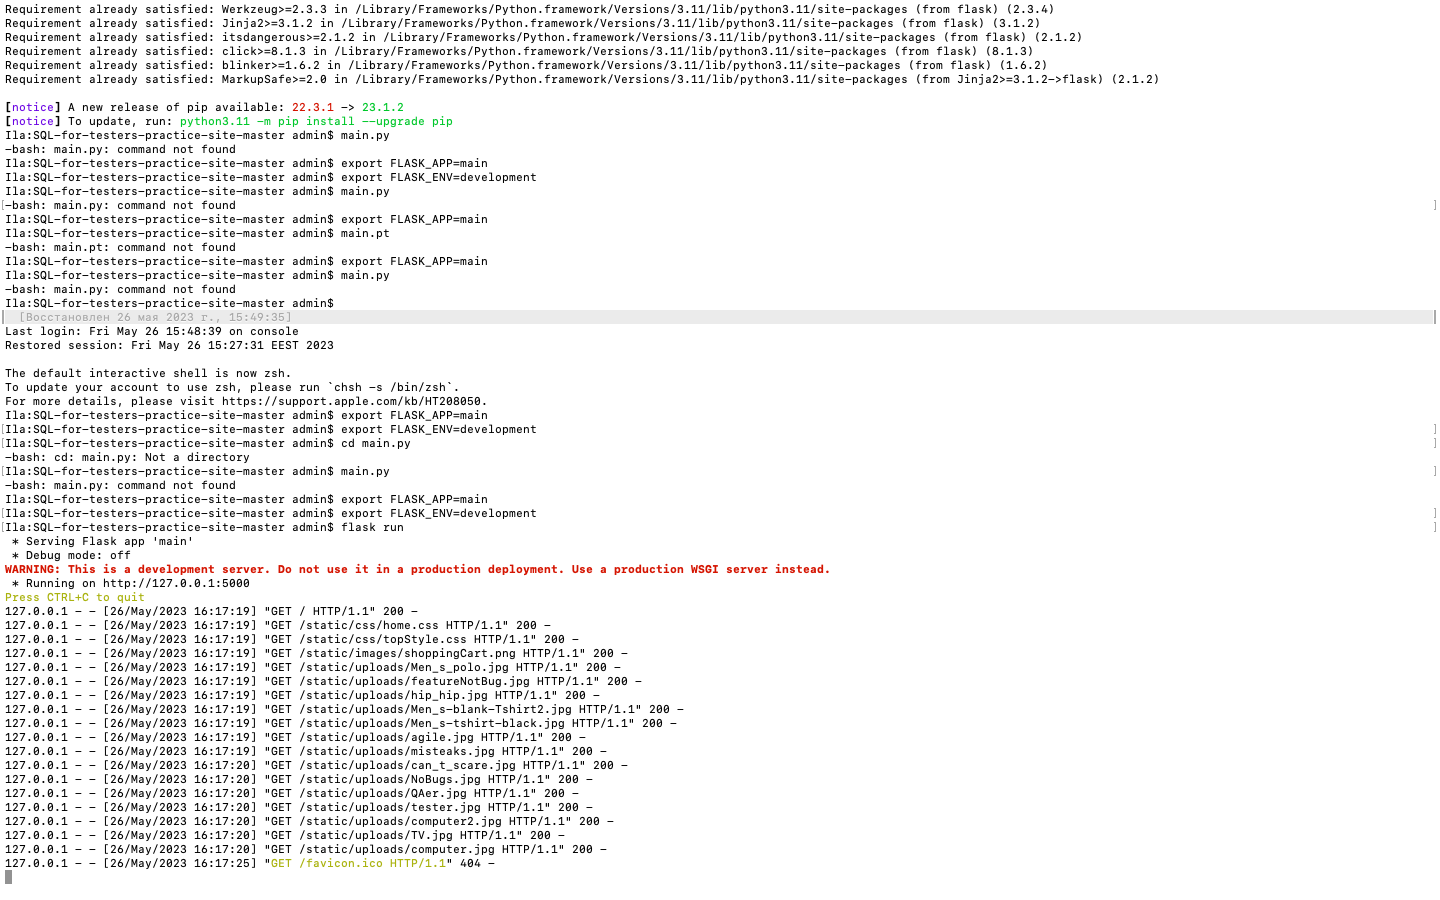 Requirement already satisfied: Werkzeug>=2.3.3 in /Library/Frameworks/Python.framework/Versions/3.11/lib/python3.11/site-packages (from flask) (2.3.4)
Requirement already satisfied: Jinja2>=3.1.2 in /Library/Frameworks/Python.framework/Versions/3.11/lib/python3.11/site-packages (from flask) (3.1.2)
Requirement already satisfied: itsdangerous>=2.1.2 in /Library/Frameworks/Python.framework/Versions/3.11/lib/python3.11/site-packages (from flask) (2.1.2)
Requirement already satisfied: click>=8.1.3 in /Library/Frameworks/Python.framework/Versions/3.11/lib/python3.11/site-packages (from flask) (8.1.3)
Requirement already satisfied: blinker>=1.6.2 in /Library/Frameworks/Python.framework/Versions/3.11/lib/python3.11/site-packages (from flask) (1.6.2)
Requirement already satisfied: MarkupSafe>=2.0 in /Library/Frameworks/Python.framework/Versions/3.11/lib/python3.11/site-packages (from Jinja2>=3.1.2->flask) (2.1.2)
[notice] A new release of pip available: 22.3.1 -> 23.1.2
[notice] To update, run: python3.11 -m pip install --upgrade pip
Ila:SQL-for-testers-practice-site-master admin$ main.py
-bash: main.py: command not found
Ila:SQL-for-testers-practice-site-master admin$ export FLASK_APP=main
Ila:SQL-for-testers-practice-site-master admin$ export FLASK_ENV=development
Ila:SQL-for-testers-practice-site-master admin$ main.py
[-bash: main.py: command not found ]
Ila:SQL-for-testers-practice-site-master admin$ export FLASK_APP=main
Ila:SQL-for-testers-practice-site-master admin$ main.pt
-bash: main.pt: command not found
Ila:SQL-for-testers-practice-site-master admin$ export FLASK_APP=main
Ila:SQL-for-testers-practice-site-master admin$ main.py
-bash: main.py: command not found
Ila:SQL-for-testers-practice-site-master admin$
[Восстановлен 26 мая 2023 г., 15:49:35]
Last login: Fri May 26 15:48:39 on console
Restored session: Fri May 26 15:27:31 EEST 2023
The default interactive shell is now zsh.
To update your account to use zsh, please run `chsh -s /bin/zsh`.
For more details, please visit https://support.apple.com/kb/HT208050.
Ila:SQL-for-testers-practice-site-master admin$ export FLASK_APP=main
[Ila:SQL-for-testers-practice-site-master admin$ export FLASK_ENV=development ]
[Ila:SQL-for-testers-practice-site-master admin$ cd main.py ]
-bash: cd: main.py: Not a directory
[Ila:SQL-for-testers-practice-site-master admin$ main.py ]
-bash: main.py: command not found
Ila:SQL-for-testers-practice-site-master admin$ export FLASK_APP=main
[Ila:SQL-for-testers-practice-site-master admin$ export FLASK_ENV=development ]
[Ila:SQL-for-testers-practice-site-master admin$ flask run ]
* Serving Flask app 'main'
* Debug mode: off
WARNING: This is a development server. Do not use it in a production deployment. Use a production WSGI server instead.
* Running on http://127.0.0.1:5000
Press CTRL+C to quit
127.0.0.1 - - [26/May/2023 16:17:19] "GET / HTTP/1.1" 200 -
127.0.0.1 - - [26/May/2023 16:17:19] "GET /static/css/home.css HTTP/1.1" 200 -
127.0.0.1 - - [26/May/2023 16:17:19] "GET /static/css/topStyle.css HTTP/1.1" 200 -
127.0.0.1 - - [26/May/2023 16:17:19] "GET /static/images/shoppingCart.png HTTP/1.1" 200 -
127.0.0.1 - - [26/May/2023 16:17:19] "GET /static/uploads/Men_s_polo.jpg HTTP/1.1" 200 -
127.0.0.1 - - [26/May/2023 16:17:19] "GET /static/uploads/featureNotBug.jpg HTTP/1.1" 200 -
127.0.0.1 - - [26/May/2023 16:17:19] "GET /static/uploads/hip_hip.jpg HTTP/1.1" 200 -
127.0.0.1 - - [26/May/2023 16:17:19] "GET /static/uploads/Men_s-blank-Tshirt2.jpg HTTP/1.1" 200 -
127.0.0.1 - - [26/May/2023 16:17:19] "GET /static/uploads/Men_s-tshirt-black.jpg HTTP/1.1" 200 -
127.0.0.1 - - [26/May/2023 16:17:19] "GET /static/uploads/agile.jpg HTTP/1.1" 200 -
127.0.0.1 - - [26/May/2023 16:17:19] "GET /static/uploads/misteaks.jpg HTTP/1.1" 200 -
127.0.0.1 - - [26/May/2023 16:17:20] "GET /static/uploads/can_t_scare.jpg HTTP/1.1" 200 -
127.0.0.1 - - [26/May/2023 16:17:20] "GET /static/uploads/NoBugs.jpg HTTP/1.1" 200 -
127.0.0.1 - - [26/May/2023 16:17:20] "GET /static/uploads/QAer.jpg HTTP/1.1" 200 -
127.0.0.1 - - [26/May/2023 16:17:20] "GET /static/uploads/tester.jpg HTTP/1.1" 200 -
127.0.0.1 - - [26/May/2023 16:17:20] "GET /static/uploads/computer2.jpg HTTP/1.1" 200 -
127.0.0.1 - - [26/May/2023 16:17:20] "GET /static/uploads/TV.jpg HTTP/1.1" 200 -
127.0.0.1 - - [26/May/2023 16:17:20] "GET /static/uploads/computer.jpg HTTP/1.1" 200 -
127.0.0.1 - - [26/May/2023 16:17:25] "GET /favicon.ico HTTP/1.1" 404 -